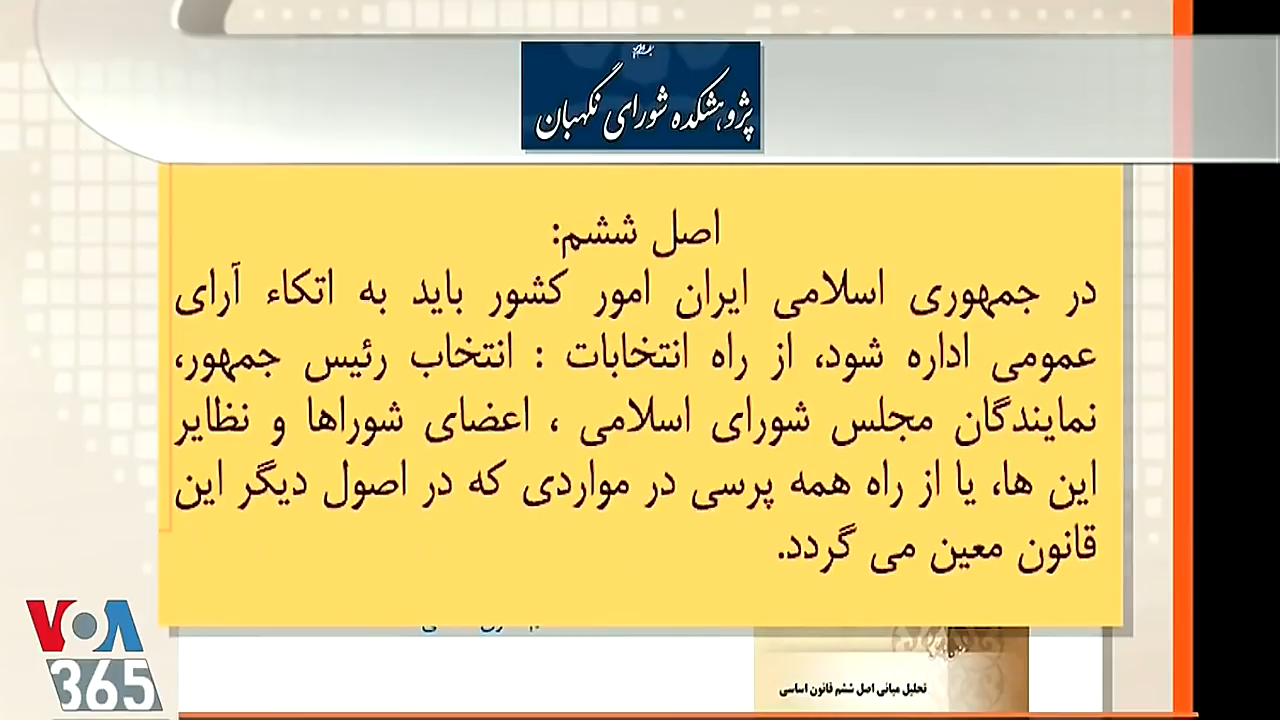 پژوهشکده شورای نگهبان
اصل ششم:
در جمهوری اسلامی ایران امور کشور باید به اتکاء آرای
عمومی اداره شود، از راه انتخابات : انتخاب رئیس جمهور،
نمایندگان مجلس شورای اسلامی ، اعضای شوراها و نظایر
این ها، یا از راه همه پرسی در مواردی که در اصول دیگر این
قانون معین می گردد.
تحلیل مبانی اصل ششم قانون اساسی
VOA
365